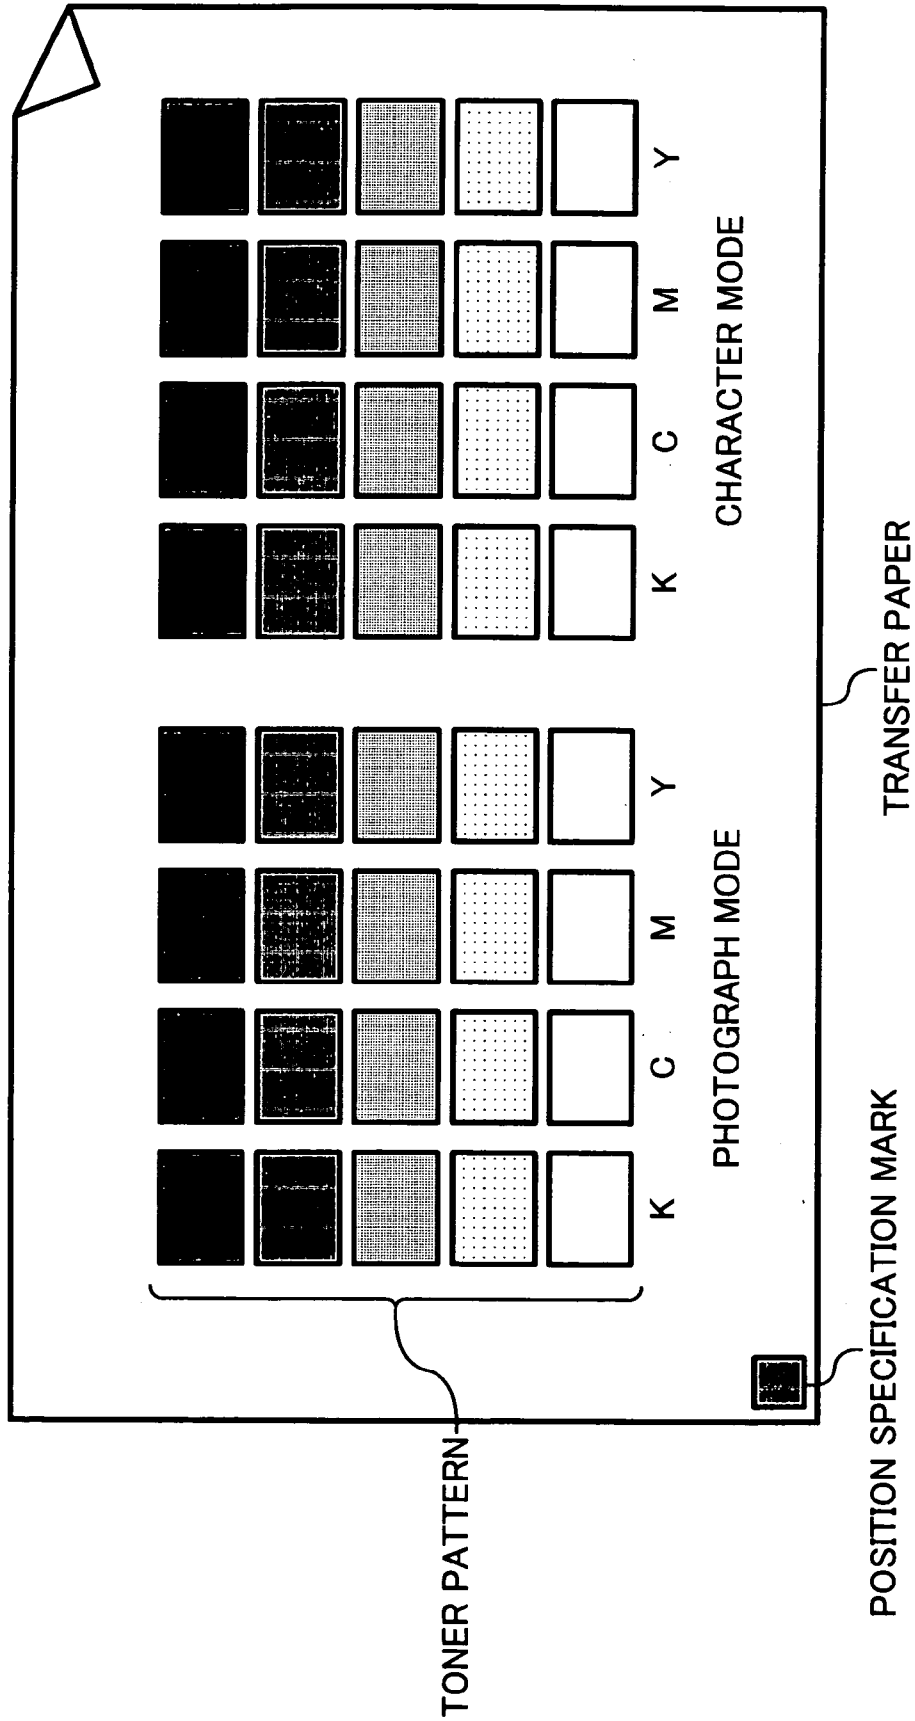 TONER PATTERN
K C M Y K C M Y
PHOTOGRAPH MODE CHARACTER MODE
TRANSFER PAPER
POSITION SPECIFICATION MARK